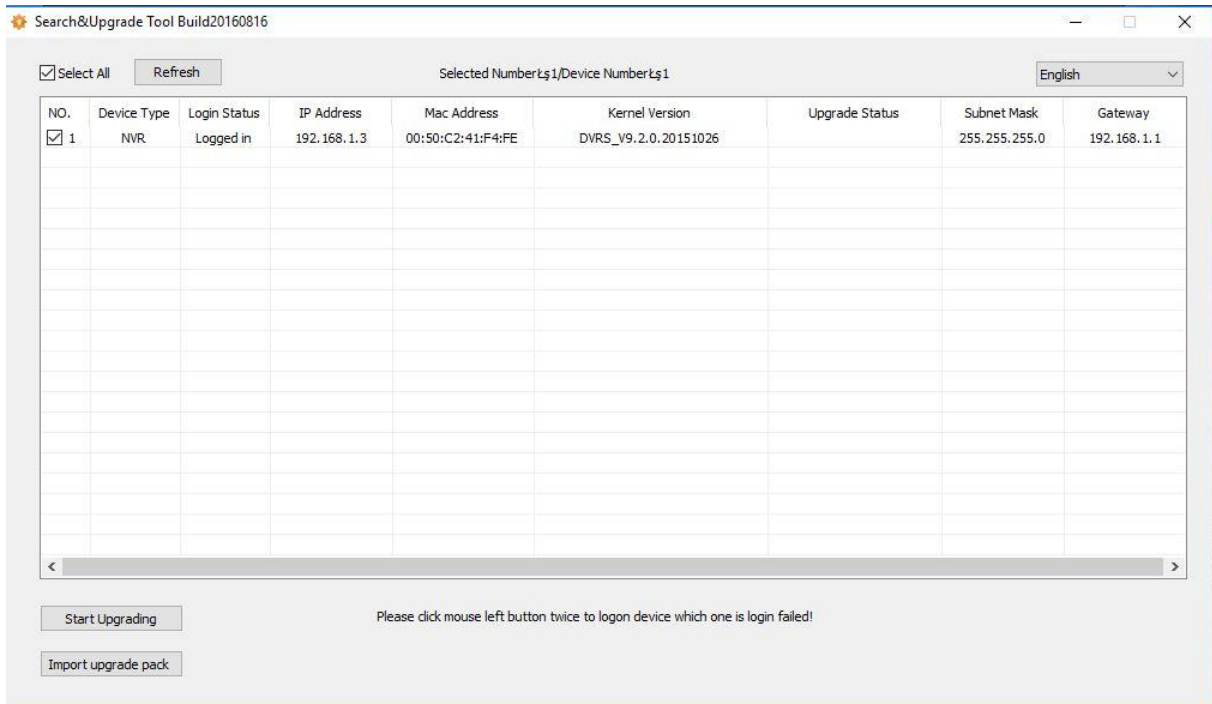 Search&Upgrade Tool Build20160816
Select All Refresh Selected NumberŁş1/Device NumberŁş1 English
NO. Device Type Login Status IP Address Mac Address Kernel Version Upgrade Status Subnet Mask Gateway
1 NVR Logged in 192.168.1.3 00:50:C2:41:F4:FE DVRS_V9.2.0.20151026 255.255.255.0 192.168.1.1
Start Upgrading Please click mouse left button twice to logon device which one is login failed!
Import upgrade pack